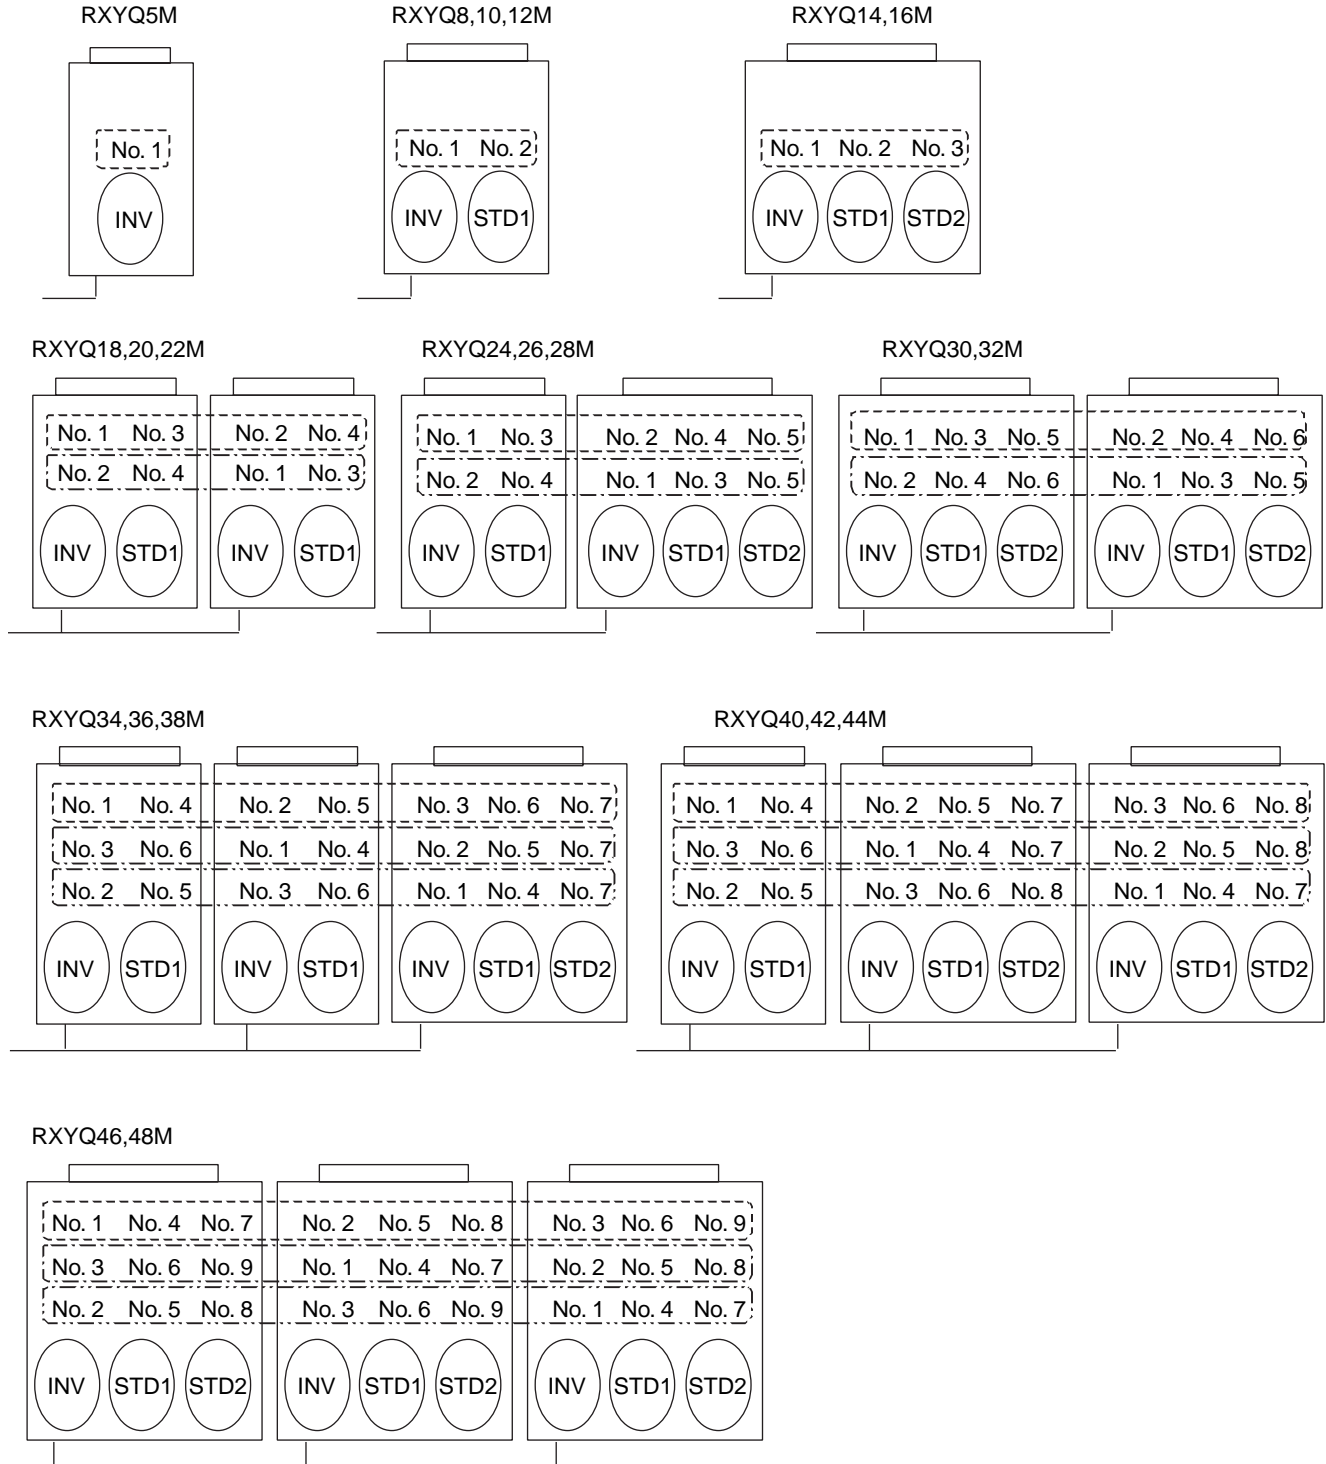 RXYQ5M RXYQ8,10,12M RXYQ14,16M
No. 1 No. 1 No. 2 No. 1 No. 2 No. 3
INV INV STD1 INV STD1 STD2
RXYQ18,20,22M RXYQ24,26,28M RXYQ30,32M
No. 1 No. 3 No. 2 No. 4 No. 1 No. 3 No. 2 No. 4 No. 5 No. 1 No. 3 No. 5 No. 2 No. 4 No. 6
No. 2 No. 4 No. 1 No. 3 No. 2 No. 4 No. 1 No. 3 No. 5 No. 2 No. 4 No. 6 No. 1 No. 3 No. 5
INV STD1 INV STD1 INV STD1 INV STD1 STD2 INV STD1 STD2 INV STD1 STD2
RXYQ34,36,38M RXYQ40,42,44M
No. 1 No. 4 No. 2 No. 5 No. 3 No. 6 No. 7 No. 1 No. 4 No. 2 No. 5 No. 7 No. 3 No. 6 No. 8
No. 3 No. 6 No. 1 No. 4 No. 2 No. 5 No. 7 No. 3 No. 6 No. 1 No. 4 No. 7 No. 2 No. 5 No. 8
No. 2 No. 5 No. 3 No. 6 No. 1 No. 4 No. 7 No. 2 No. 5 No. 3 No. 6 No. 8 No. 1 No. 4 No. 7
INV STD1 INV STD1 INV STD1 STD2 INV STD1 INV STD1 STD2 INV STD1 STD2
RXYQ46,48M
No. 1 No. 4 No. 7 No. 2 No. 5 No. 8 No. 3 No. 6 No. 9
No. 3 No. 6 No. 9 No. 1 No. 4 No. 7 No. 2 No. 5 No. 8
No. 2 No. 5 No. 8 No. 3 No. 6 No. 9 No. 1 No. 4 No. 7
INV STD1 STD2 INV STD1 STD2 INV STD1 STD2